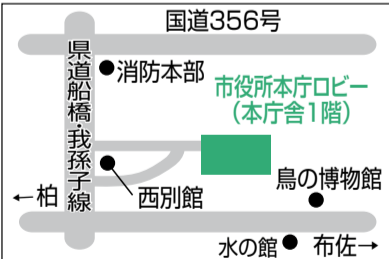 国道356号
県道船橋・我孫子線
消防本部
市役所本庁ロビー
（本庁舎1階）
西別館
鳥の博物館
←柏
水の館
布佐→